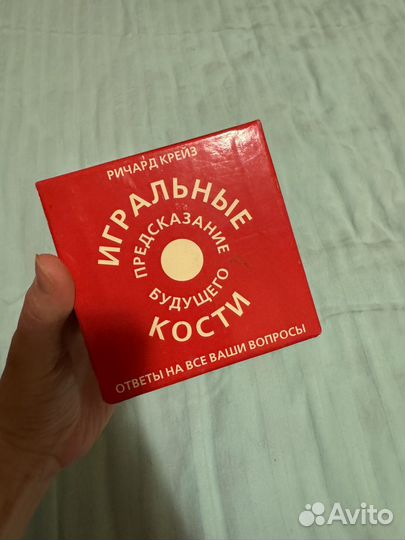 РИЧАРД КРЕЙЗ
ИГРАЛЬНЫЕ
ПРЕДСКАЗАНИЕ
БУДУЩЕГО
КОСТИ
ОТВЕТЫ НА ВСЕ ВАШИ ВОПРОСЫ
Avito